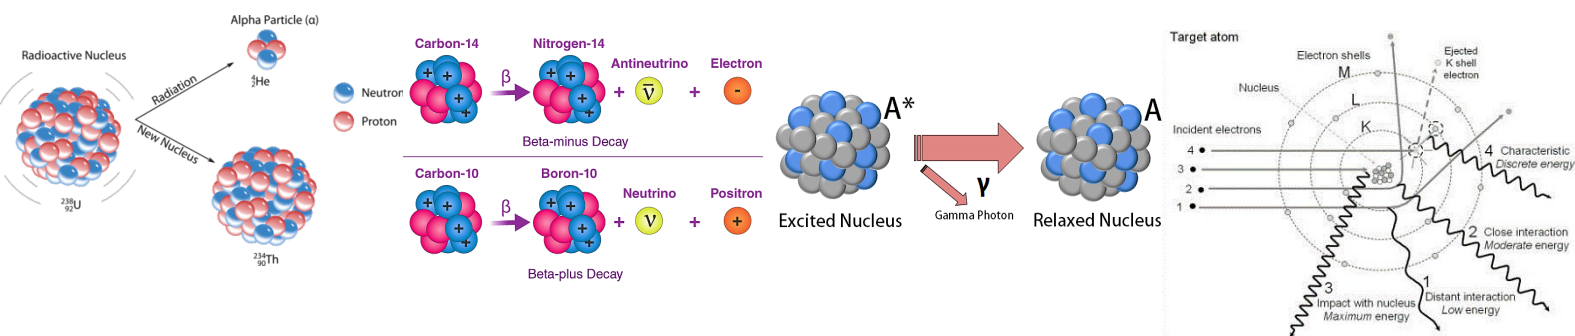 Alpha Particle (α)
Radioactive Nucleus
4
2He
Radiation
New Nucleus
Neutron
Proton
238
92U
234
90Th
Carbon-14
Nitrogen-14
Antineutrino
Electron
+ + + β + + + + + ν̄ + -
+ +
Beta-minus Decay
Carbon-10
Boron-10
Neutrino
Positron
+ + + β + + + + + ν + +
+ +
Beta-plus Decay
A*
A
γ
Gamma Photon
Excited Nucleus
Relaxed Nucleus
Target atom
Electron shells
M
Ejected
K shell
electron
Nucleus
L
K
Incident electrons
4
3
2
1
4 Characteristic
Discrete energy
2 Close interaction
Moderate energy
1
Distant interaction
Low energy
3
Impact with nucleus
Maximum energy